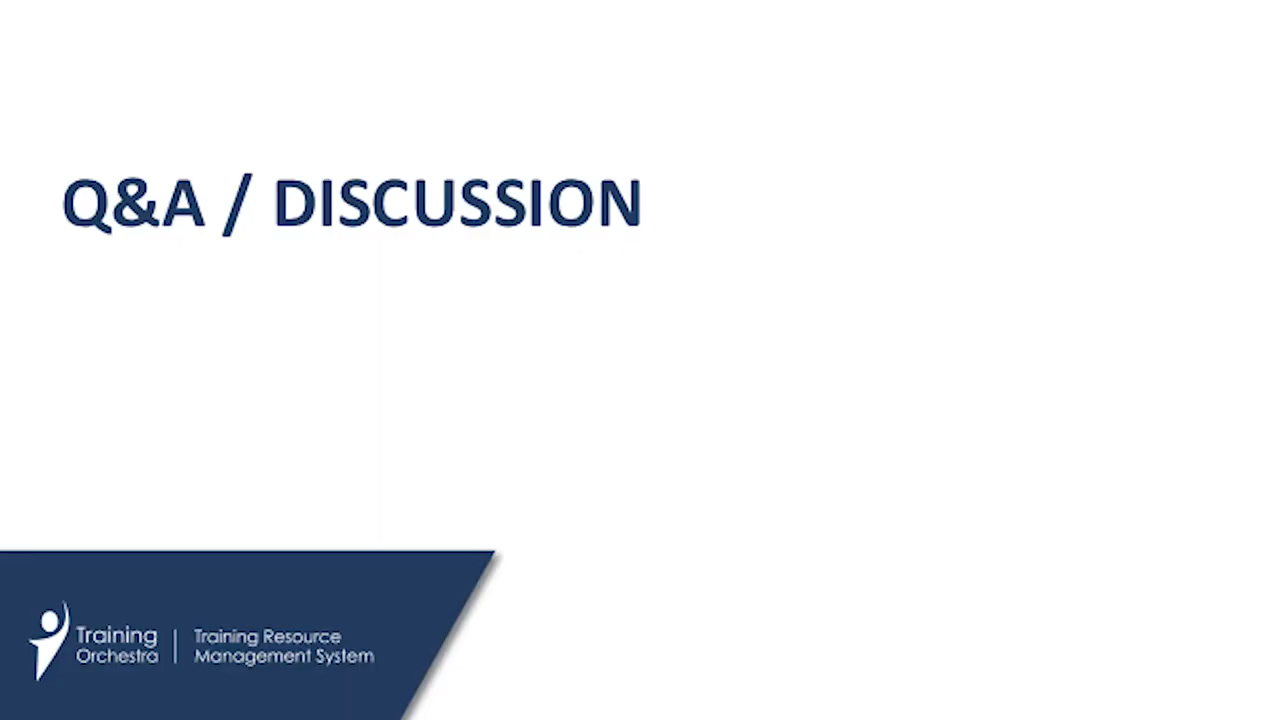 Q&A / DISCUSSION
Training
Orchestra
Training Resource
Management System